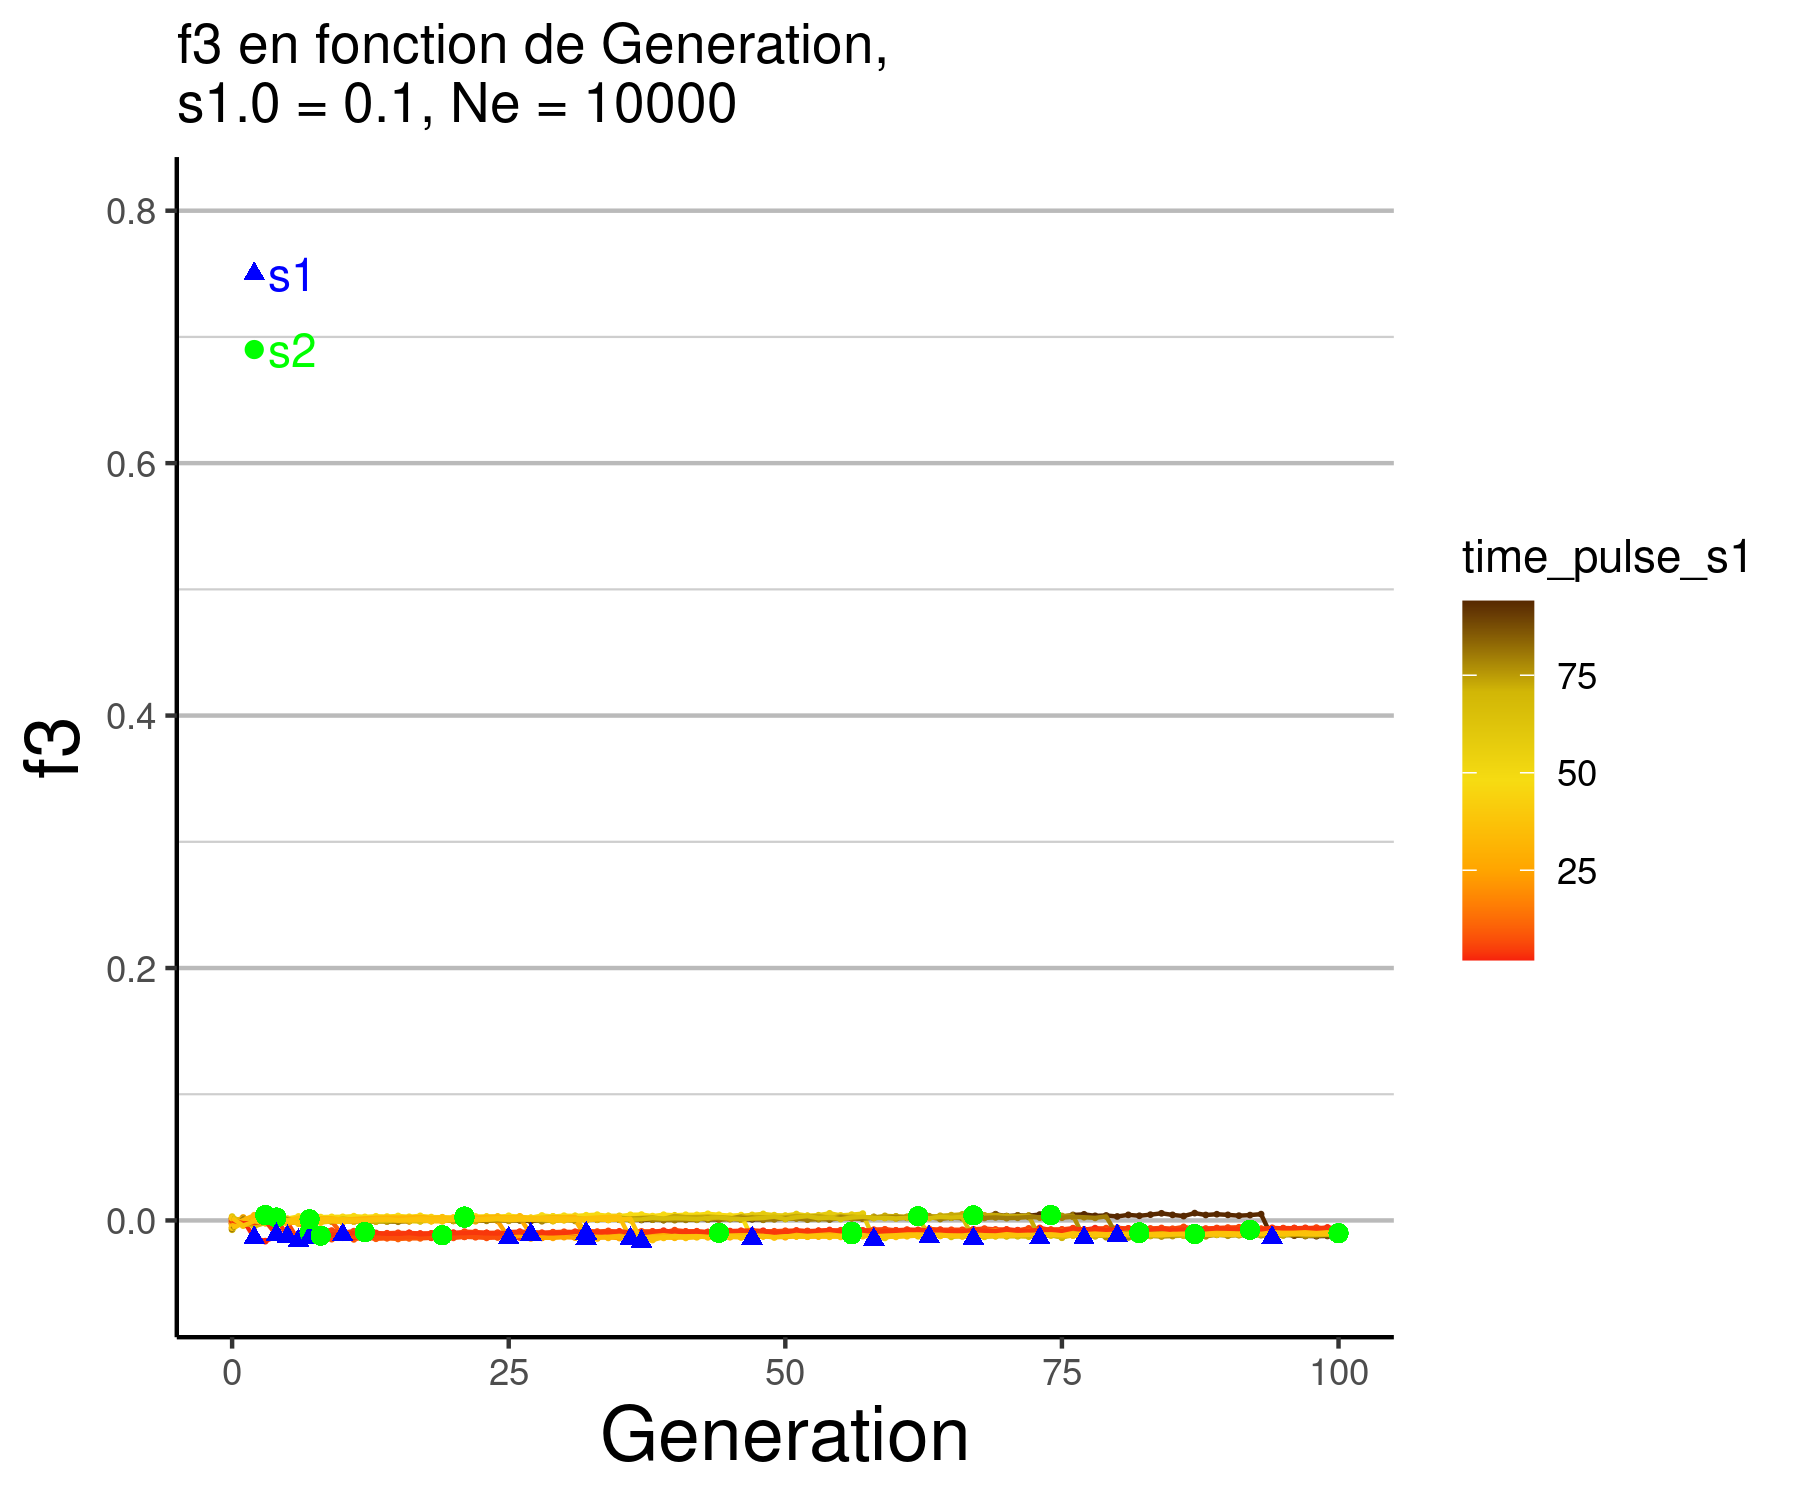 f3 en fonction de Generation,
s1.0 = 0.1, Ne = 10000
0.8
s1
s2
0.6
0.4
0.2
0.0
f3
0
25
50
75
100
Generation
time_pulse_s1
75
50
25